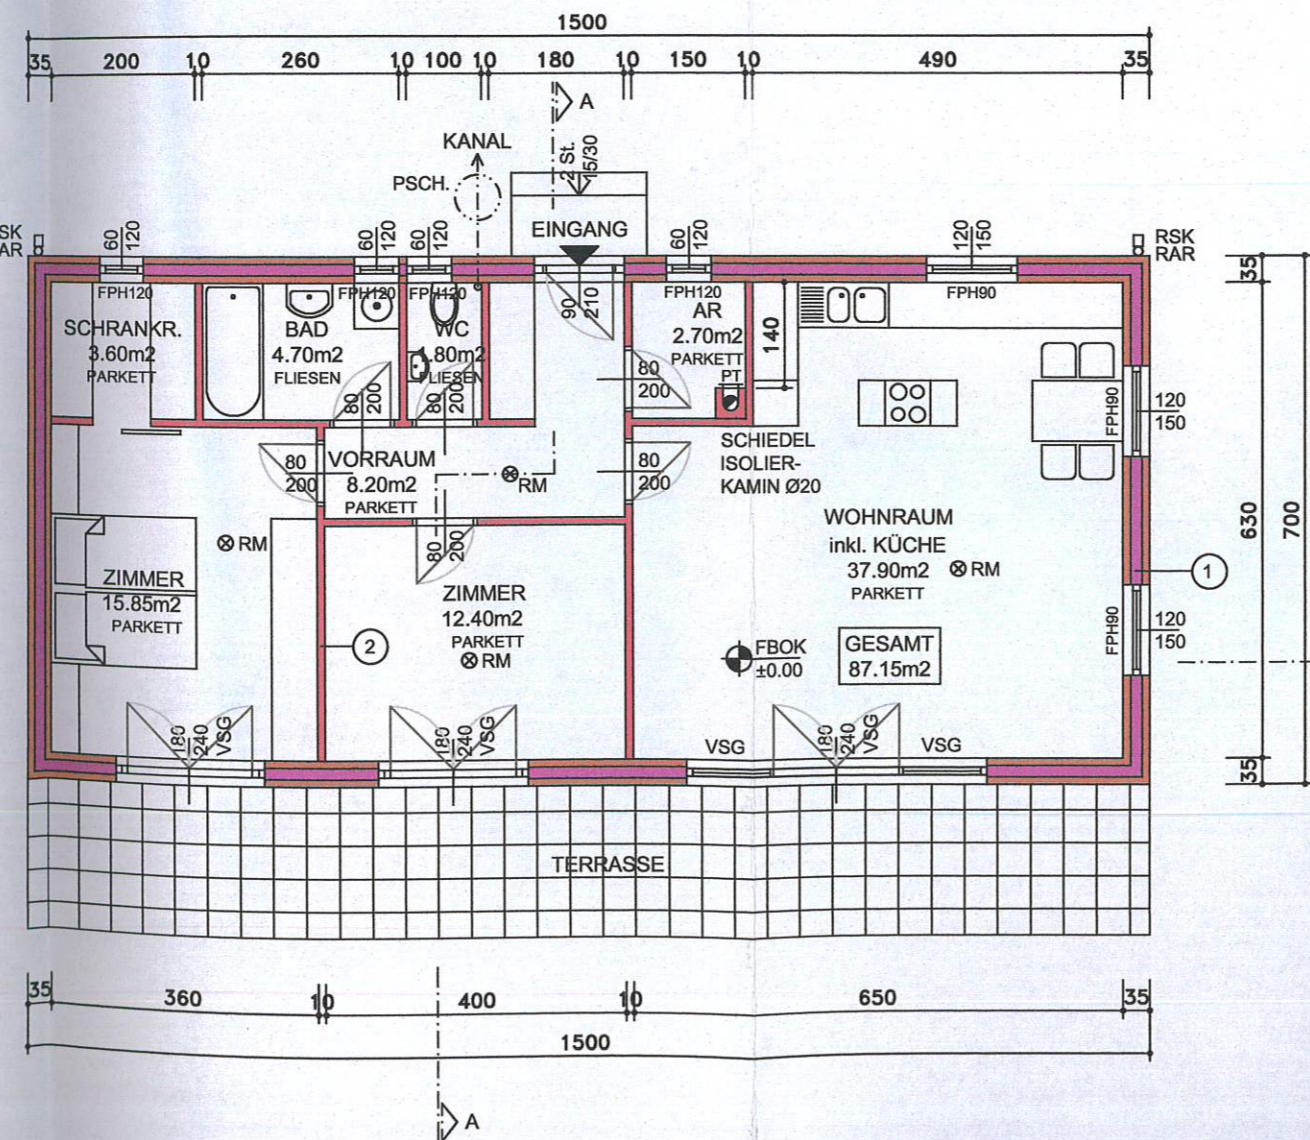 1500
35 200 10 260 10 100 10 180 10 150 10 490 35
A
KANAL
2 St.
15/30
PSCH.
EINGANG
RSK
RAR
60 120
60 120
60 120
60 120
120 150
RSK
RAR
FPH120
FPH120
FPH120
FPH120
FPH90
SCHRANKR.
3.60m2
PARKETT
BAD
4.70m2
FLIESEN
WC
1.80m2
FLIESEN
90 210
AR
2.70m2
PARKETT
PT
140
35
80 200
80 200
80
200
FPH90
120
150
SCHIEDEL
ISOLIER-
KAMIN Ø20
VORRAUM
8.20m2
PARKETT
80
200
RM
80
200
WOHNRAUM
inkl. KÜCHE
37.90m2
PARKETT
RM
630
700
1
RM
80 200
ZIMMER
15.85m2
PARKETT
ZIMMER
12.40m2
PARKETT
RM
2
FBOK
±0.00
GESAMT
87.15m2
FPH90
120
150
180
240
VSG
180
240
VSG
VSG
180
240
VSG
VSG
35
TERRASSE
35 360 10 400 10 650 35
1500
A